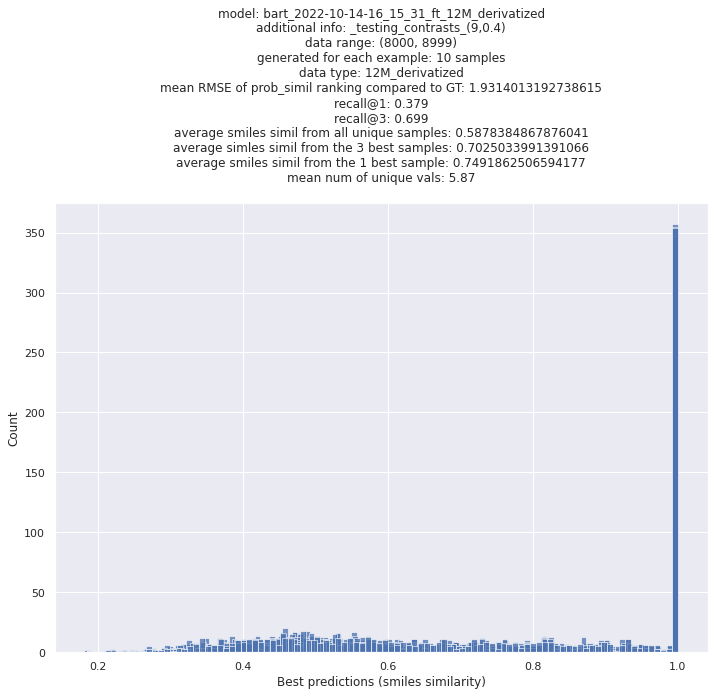 model: bart_2022-10-14-16_15_31_ft_12M_derivatized
additional info: _testing_contrasts_(9,0.4)
data range: (8000, 8999)
generated for each example: 10 samples
data type: 12M_derivatized
mean RMSE of prob_simil ranking compared to GT: 1.9314013192738615
recall@1: 0.379
recall@3: 0.699
average smiles simil from all unique samples: 0.5878384867876041
average smiles simil from the 3 best samples: 0.7025033991391066
average smiles simil from the 1 best sample: 0.7491862506594177
mean num of unique vals: 5.87
350
300
250
200
150
100
50
0
Count
0.2
0.4
0.6
0.8
1.0
Best predictions (smiles similarity)